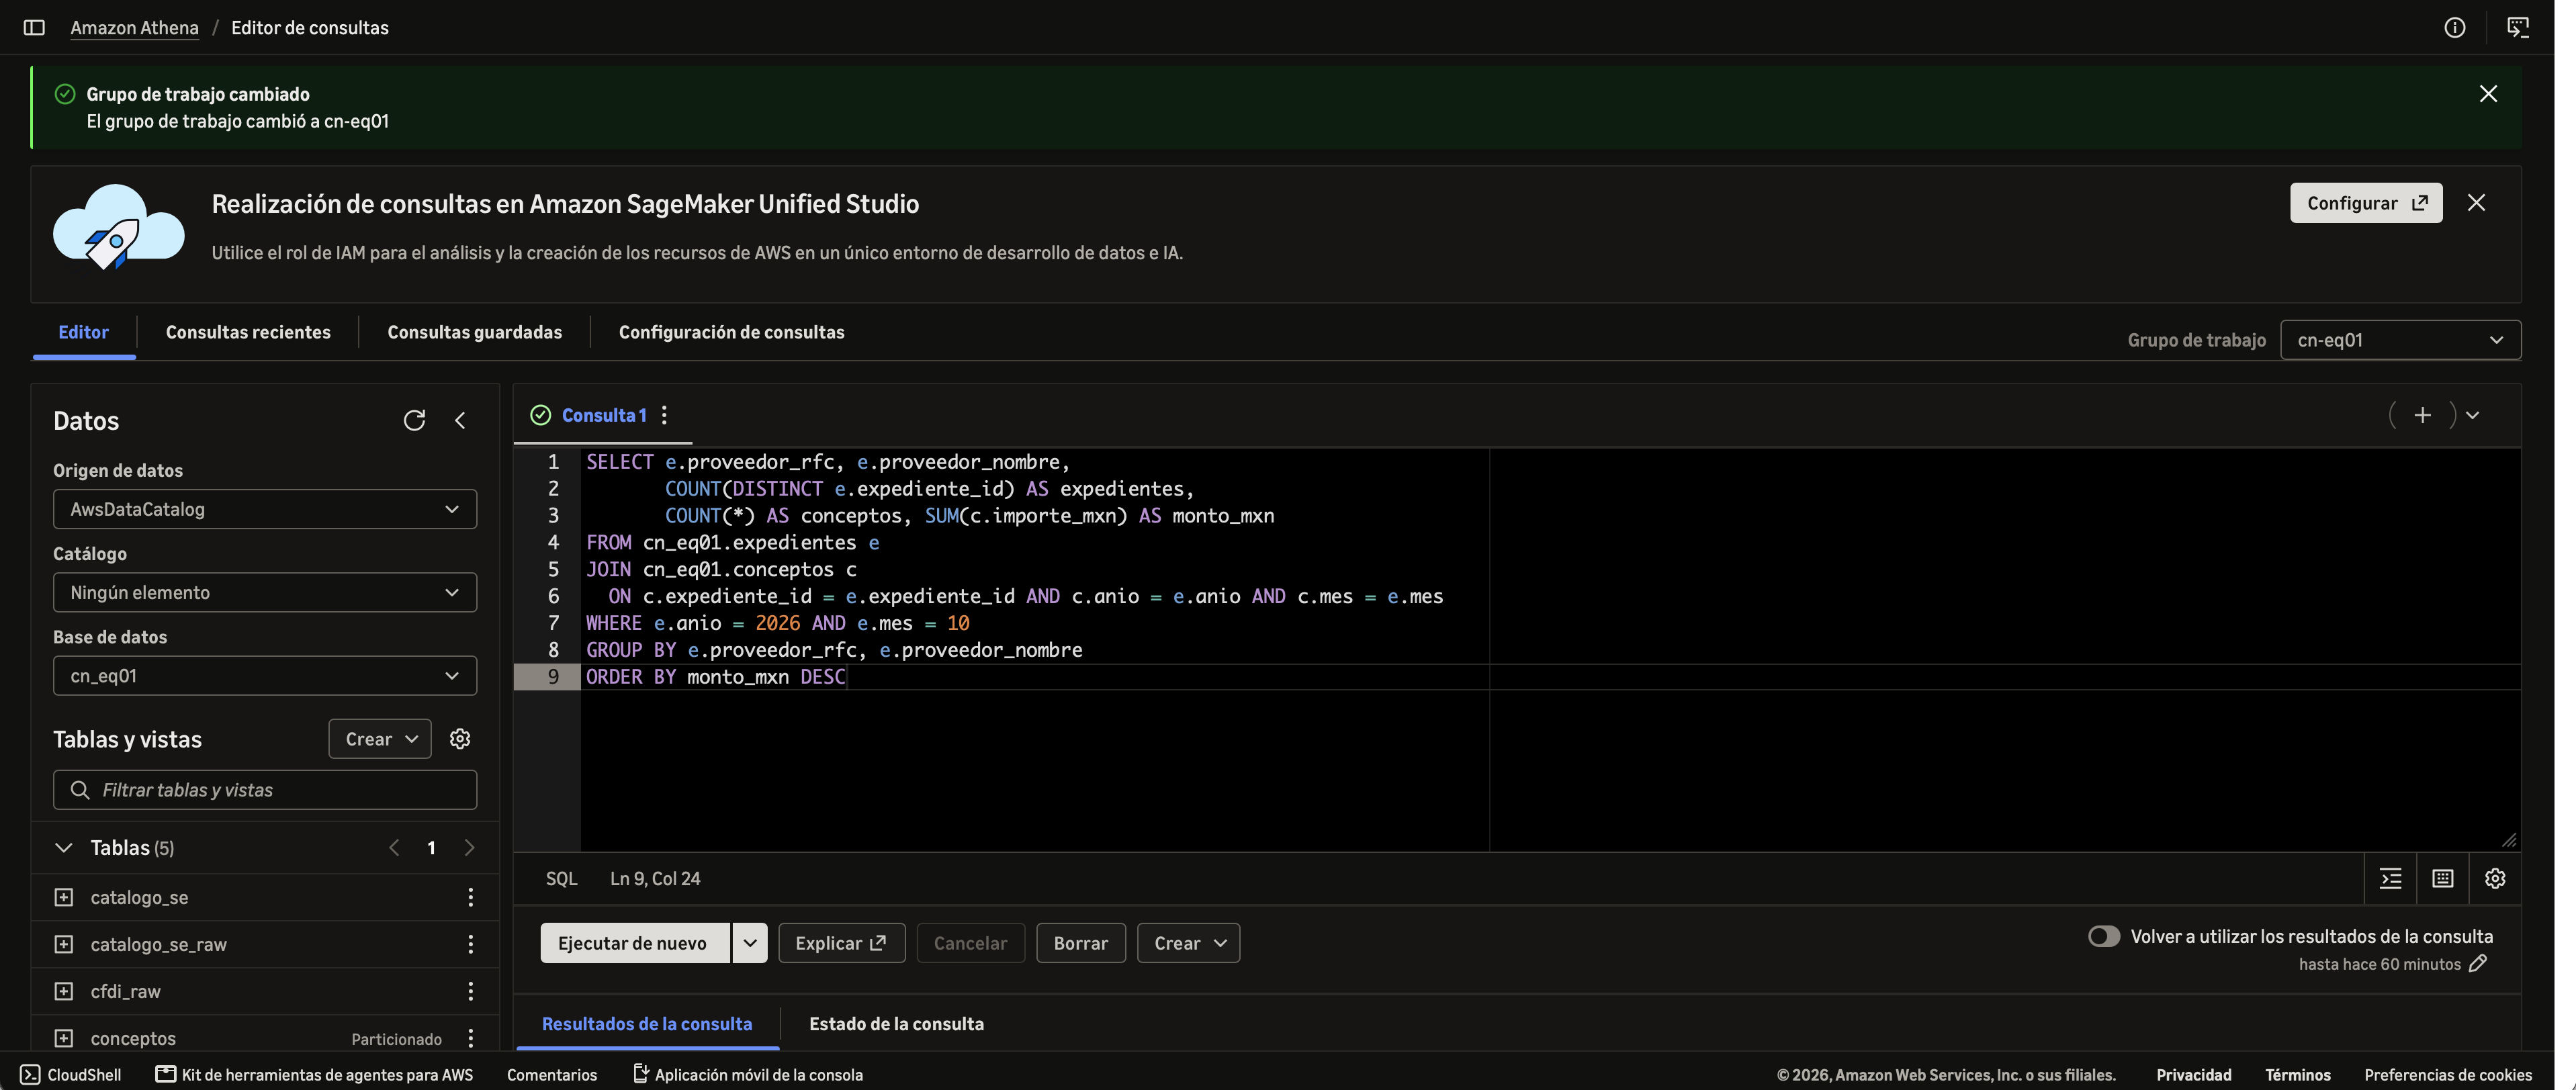 Amazon Athena / Editor de consultas
Grupo de trabajo cambiado
El grupo de trabajo cambió a cn-eq01
Realización de consultas en Amazon SageMaker Unified Studio
Configurar
Utilice el rol de IAM para el análisis y la creación de los recursos de AWS en un único entorno de desarrollo de datos e IA.
Editor
Consultas recientes
Consultas guardadas
Configuración de consultas
Grupo de trabajo
cn-eq01
Datos
Origen de datos
AwsDataCatalog
Catálogo
Ningún elemento
Base de datos
cn_eq01
Tablas y vistas
Crear
Filtrar tablas y vistas
Tablas (5)
1
catalogo_se
catalogo_se_raw
cfdi_raw
conceptos
Particionado
Consulta 1
1 SELECT e.proveedor_rfc, e.proveedor_nombre,
2 COUNT(DISTINCT e.expediente_id) AS expedientes,
3 COUNT(*) AS conceptos, SUM(c.importe_mxn) AS monto_mxn
4 FROM cn_eq01.expedientes e
5 JOIN cn_eq01.conceptos c
6 ON c.expediente_id = e.expediente_id AND c.anio = e.anio AND c.mes = e.mes
7 WHERE e.anio = 2026 AND e.mes = 10
8 GROUP BY e.proveedor_rfc, e.proveedor_nombre
9 ORDER BY monto_mxn DESC
SQL
Ln 9, Col 24
Ejecutar de nuevo
Explicar
Cancelar
Borrar
Crear
Volver a utilizar los resultados de la consulta
hasta hace 60 minutos
Resultados de la consulta
Estado de la consulta
CloudShell
Kit de herramientas de agentes para AWS
Comentarios
Aplicación móvil de la consola
© 2026, Amazon Web Services, Inc. o sus filiales.
Privacidad
Términos
Preferencias de cookies